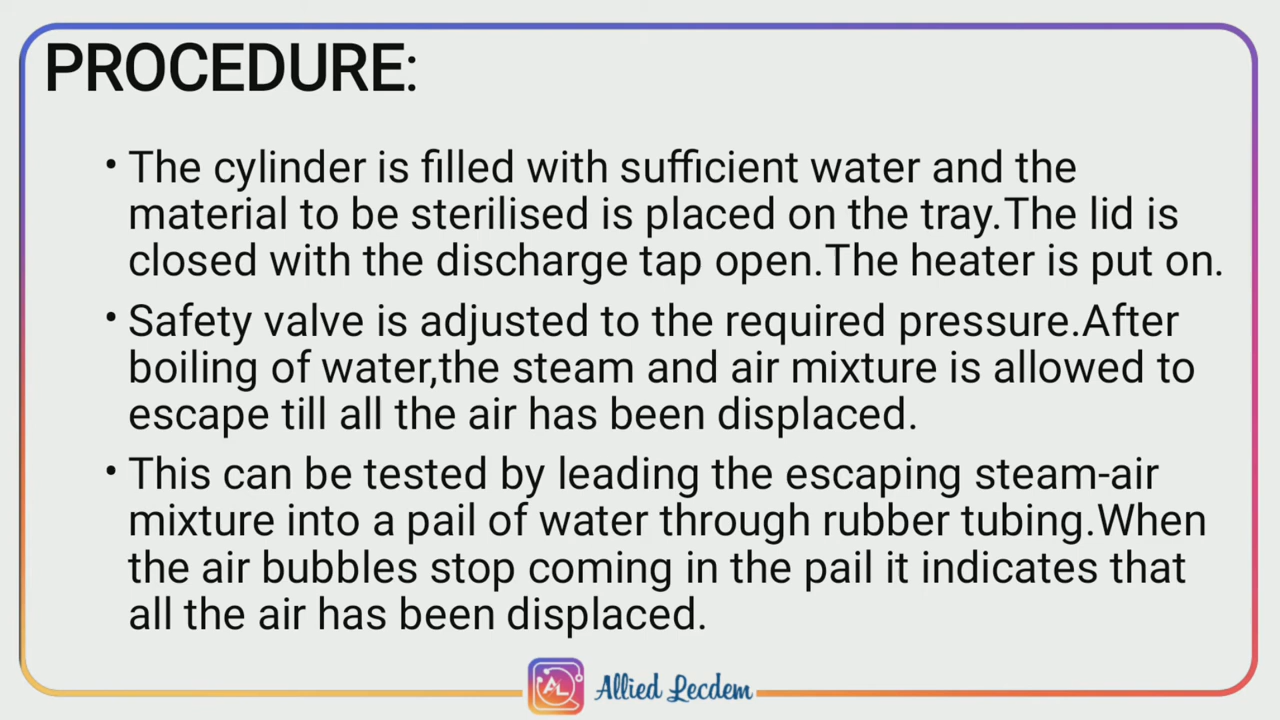 PROCEDURE:
• The cylinder is filled with sufficient water and the
material to be sterilised is placed on the tray.The lid is
closed with the discharge tap open.The heater is put on.
• Safety valve is adjusted to the required pressure.After
boiling of water,the steam and air mixture is allowed to
escape till all the air has been displaced.
• This can be tested by leading the escaping steam-air
mixture into a pail of water through rubber tubing.When
the air bubbles stop coming in the pail it indicates that
all the air has been displaced.
AL Allied Lecdem